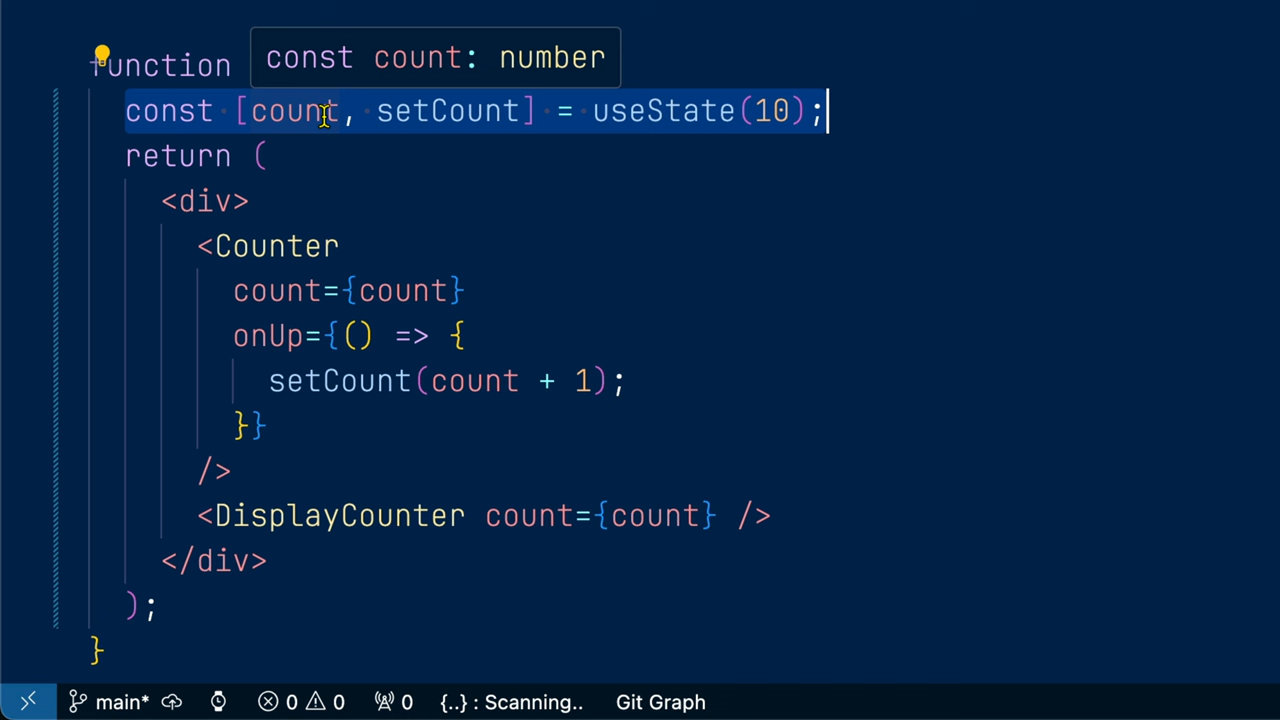 const count: number
function
const [count, setCount] = useState(10);
return (
<div>
<Counter
count={count}
onUp={() => {
setCount(count + 1);
}}
/>
<DisplayCounter count={count} />
</div>
);
}
main* 0 0 0 {..} : Scanning.. Git Graph